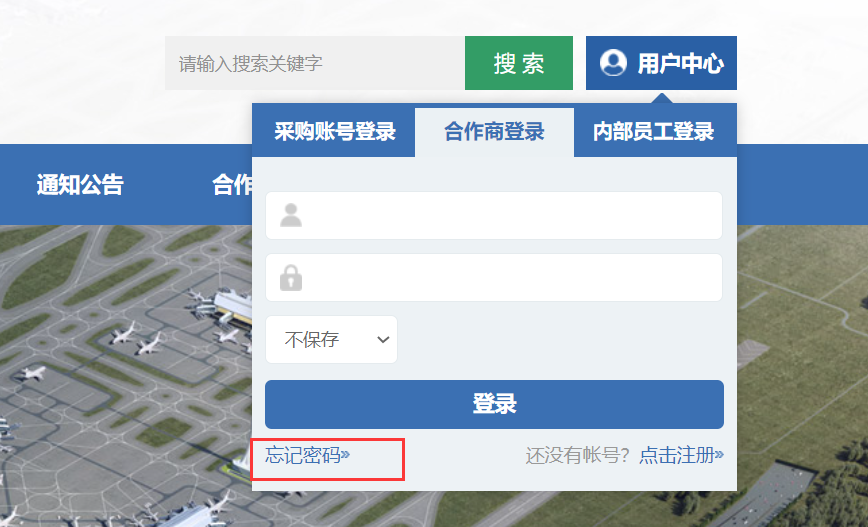 请输入搜索关键字
搜 索
用户中心
采购账号登录
合作商登录
内部员工登录
通知公告
合作
不保存
登录
忘记密码»
还没有帐号？ 点击注册»